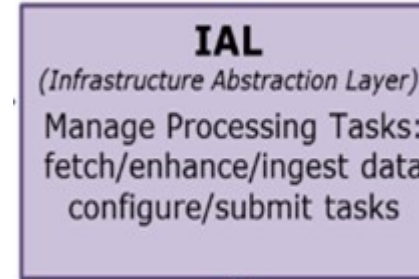 IAL
(Infrastructure Abstraction Layer)
Manage Processing Tasks:
fetch/enhance/ingest data
configure/submit tasks